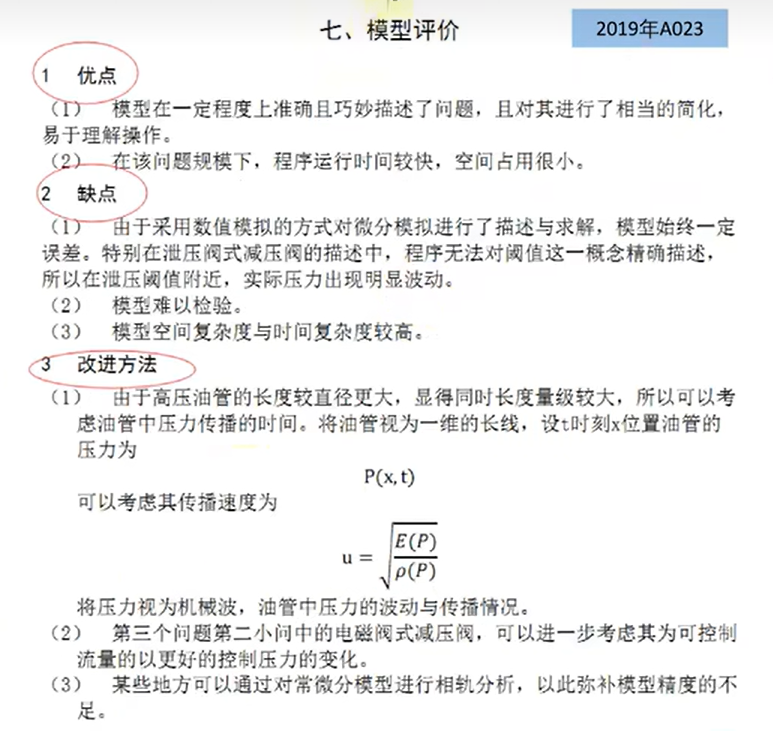 七、模型评价
2019年A023
1 优点
(1) 模型在一定程度上准确且巧妙描述了问题，且对其进行了相当的简化，
易于理解操作。
(2) 在该问题规模下，程序运行时间较快，空间占用很小。
2 缺点
(1) 由于采用数值模拟的方式对微分模拟进行了描述与求解，模型始终一定
误差。特别在泄压阀式减压阀的描述中，程序无法对阈值这一概念精确描述，
所以在泄压阈值附近，实际压力出现明显波动。
(2) 模型难以检验。
(3) 模型空间复杂度与时间复杂度较高。
3 改进方法
(1) 由于高压油管的长度较直径更大，显得同时长度量级较大，所以可以考
虑油管中压力传播的时间。将油管视为一维的长线，设t时刻x位置油管的
压力为
P(x,t)
可以考虑其传播速度为
u = √(E(P)/ρ(P))
将压力视为机械波，油管中压力的波动与传播情况。
(2) 第三个问题第二小问中的电磁阀式减压阀，可以进一步考虑其为可控制
流量的以更好的控制压力的变化。
(3) 某些地方可以通过对常微分模型进行相轨分析，以此弥补模型精度的不
足。